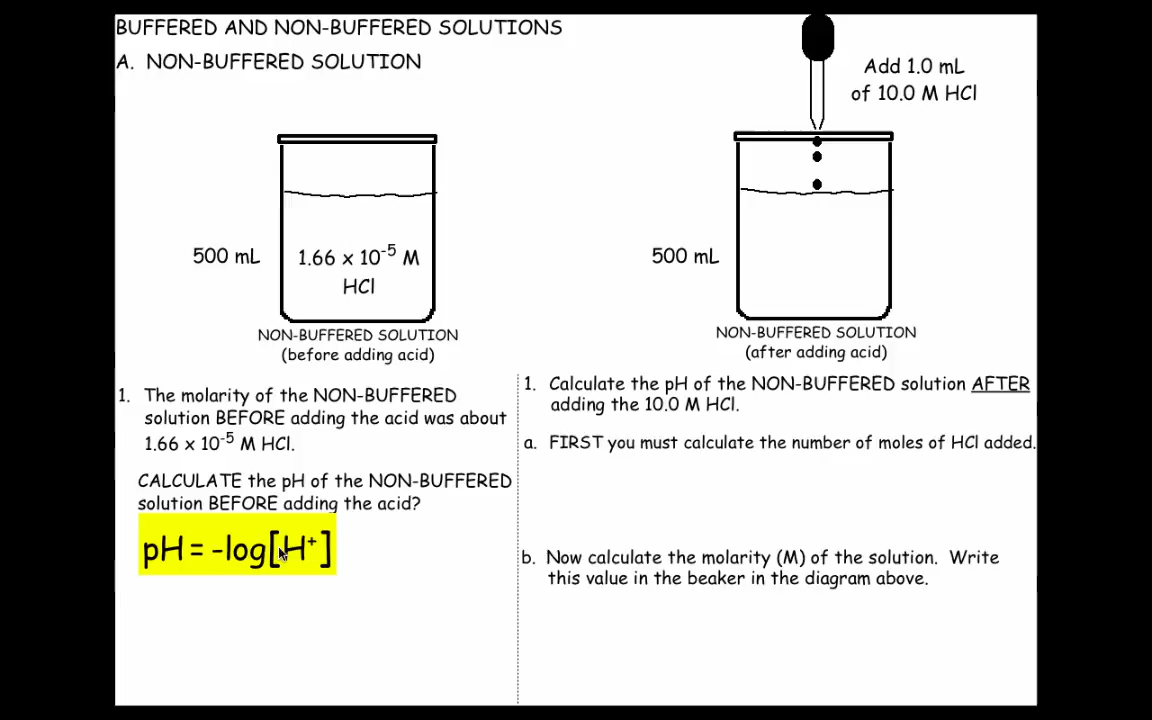 BUFFERED AND NON-BUFFERED SOLUTIONS
A. NON-BUFFERED SOLUTION
Add 1.0 mL
of 10.0 M HCl
500 mL
1.66 x 10⁻⁵ M
HCl
NON-BUFFERED SOLUTION
(before adding acid)
500 mL
NON-BUFFERED SOLUTION
(after adding acid)
1. The molarity of the NON-BUFFERED
solution BEFORE adding the acid was about
1.66 x 10⁻⁵ M HCl.
CALCULATE the pH of the NON-BUFFERED
solution BEFORE adding the acid?
pH = -log[H⁺]
1. Calculate the pH of the NON-BUFFERED solution AFTER
adding the 10.0 M HCl.
a. FIRST you must calculate the number of moles of HCl added.
b. Now calculate the molarity (M) of the solution. Write
this value in the beaker in the diagram above.